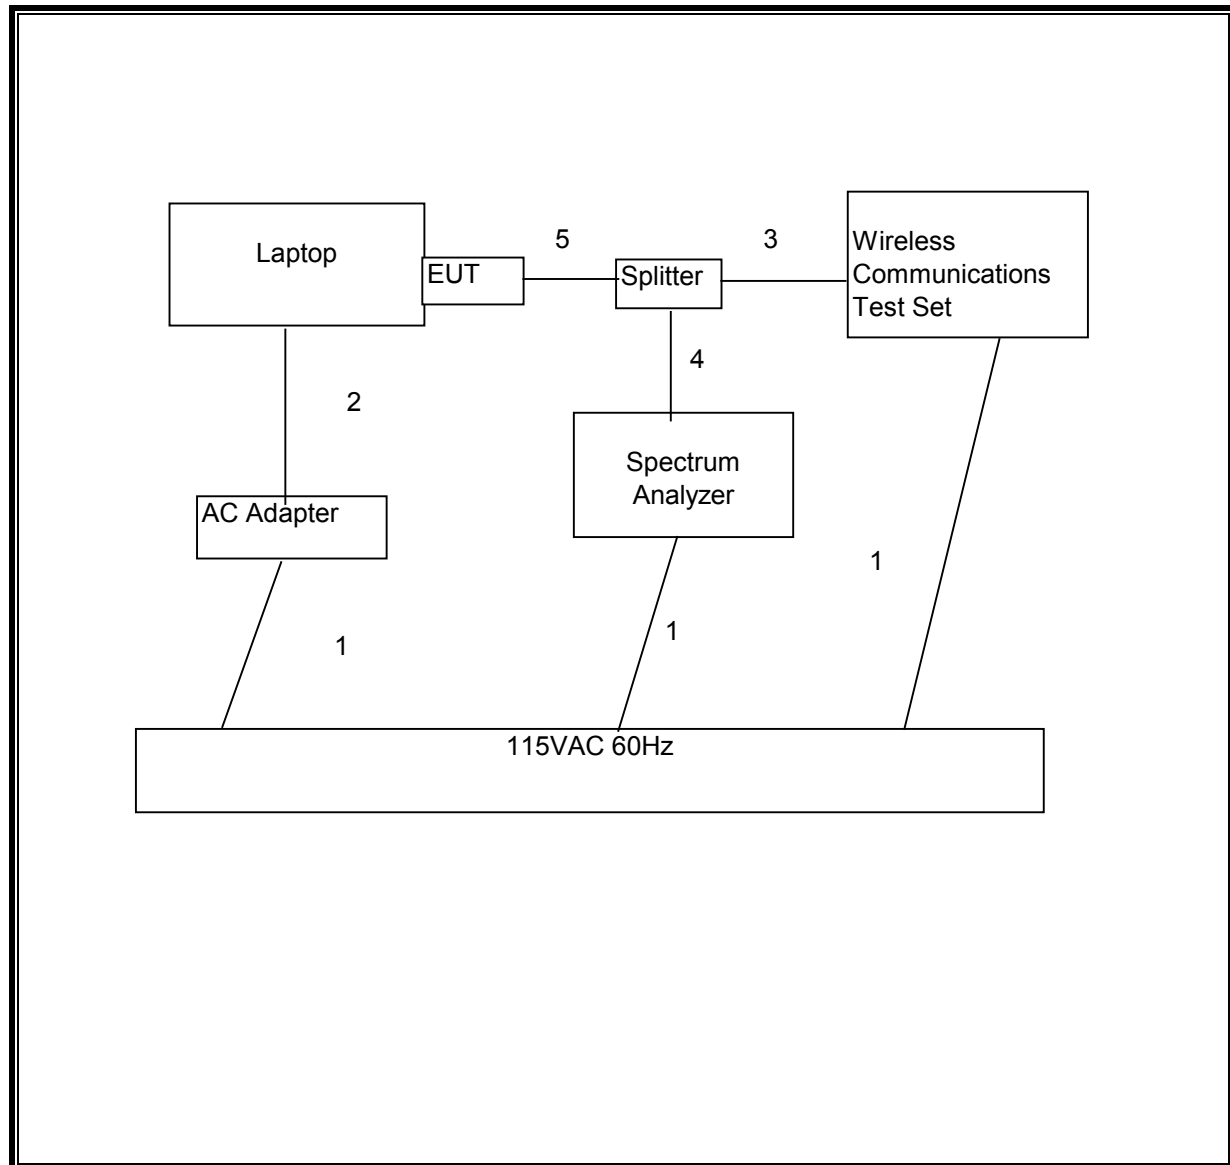 Laptop
EUT
5
Splitter
3
Wireless
Communications
Test Set
4
2
Spectrum
Analyzer
AC Adapter
1
1
1
115VAC 60Hz